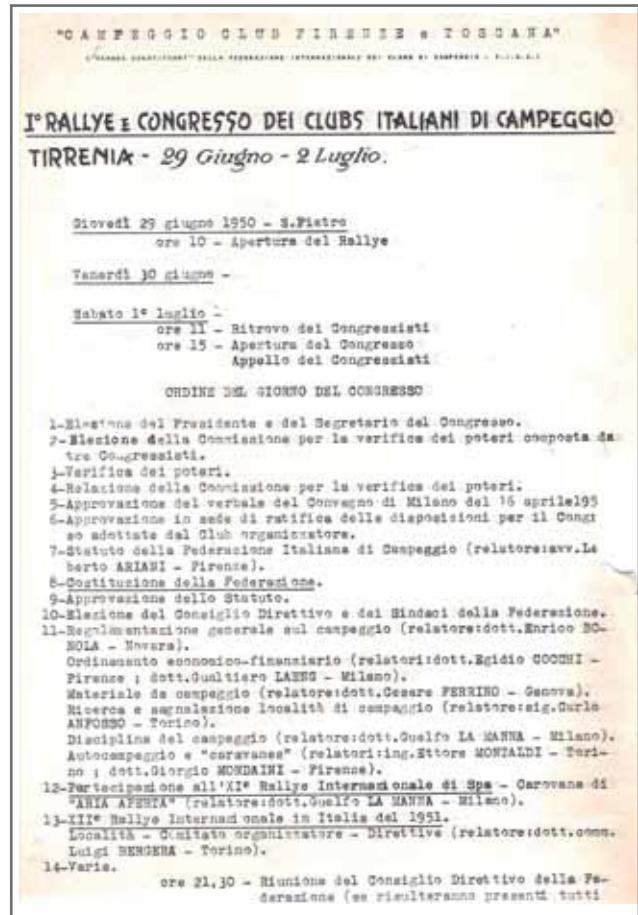 "CAMPEGGIO CLUB FIRENZE e TOSCANA"
I° RALLYE E CONGRESSO DEI CLUBS ITALIANI DI CAMPEGGIO
TIRRENIA - 29 Giugno - 2 Luglio.
Giovedì 29 giugno 1950 - S.Pietro
ore 10 - Apertura del Rallye
Venerdì 30 giugno -
Sabato 1° luglio -
ore 11 - Ritrovo dei Congressisti
ore 15 - Apertura del Congresso
Appello dei Congressisti
ORDINE DEL GIORNO DEL CONGRESSO
1-Elezione del Presidente e del Segretario del Congresso.
2-Elezione della Commissione per la verifica dei poteri composta da
tre Congressisti.
3-Verifica dei poteri.
4-Relazione della Commissione per la verifica dei poteri.
5-Approvazione del verbale del Convegno di Milano del 16 aprile195
6-Approvazione in sede di ratifica delle disposizioni per il Congr
so adottate dal Club organizzatore.
7-Statuto della Federazione Italiana di Campeggio (relatore:avv.La
berto ARIANI - Firenze).
8-Costituzione della Federazione.
9-Approvazione dello Statuto.
10-Elezione del Consiglio Direttivo e dei Sindaci della Federazione.
11-Regolamentazione generale sul campeggio (relatore:dott.Enrico BO-
NOLA - Novara).
Ordinamento economico-finanziario (relatori:dott.Egidio COCCHI -
Firenze ; dott.Gualtiero LAENG - Milano).
Materiale da campeggio (relatore:dott.Cesare FERRINO - Genova).
Ricerca e segnalazione località di campeggio (relatore:sig.Carlo
ANFOSSO - Torino).
Disciplina del campeggio (relatore:dott.Guelfo LA MANNA - Milano).
Autocampeggio e "caravanes" (relatori:ing.Ettore MONTALDI - Tori-
no ; dott.Giorgio MONDAINI - Firenze).
12-Partecipazione all'XI° Rallye Internazionale di Spa - Carovana di
"ARIA APERTA" (relatore:dott.Guelfo LA MANNA - Milano).
13-XII° Rallye Internazionale in Italia del 1951.
Località - Comitato organizzatore - Direttive (relatore:dott.comm.
Luigi BERGERA - Torino).
14-Varie.
ore 21,30 - Riunione del Consiglio Direttivo della Fe-
derazione (se risulteranno presenti tutti